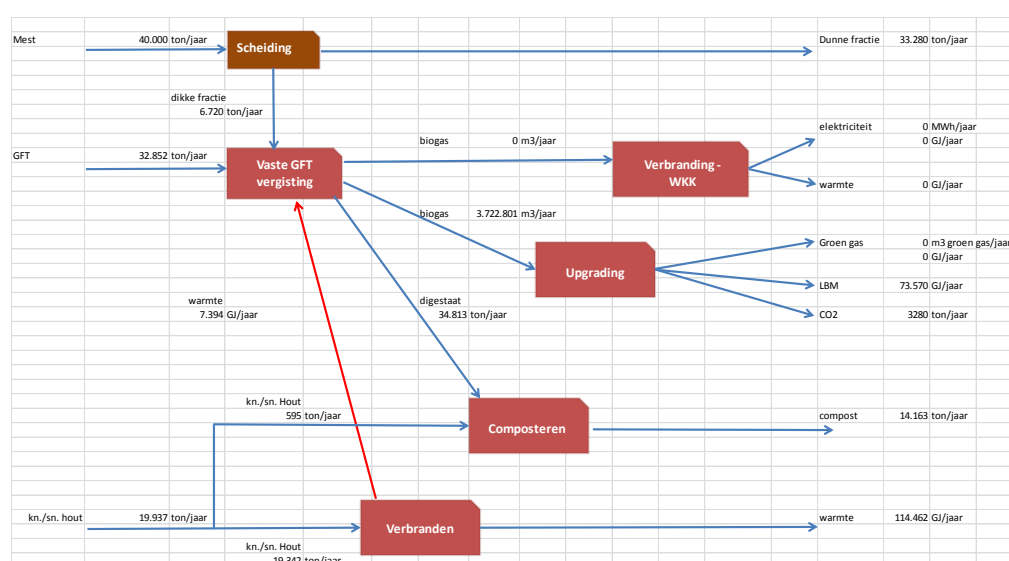 Mest 40.000 ton/jaar
Scheiding
Dunne fractie 33.280 ton/jaar
dikke fractie
6.720 ton/jaar
elektriciteit 0 MWh/jaar
biogas 0 m3/jaar
0 GJ/jaar
GFT 32.852 ton/jaar
Vaste GFT
vergisting
Verbranding -
WKK
warmte 0 GJ/jaar
biogas 3.722.801 m3/jaar
Groen gas 0 m3 groen gas/jaar
0 GJ/jaar
Upgrading
LBM 73.570 GJ/jaar
warmte
7.394 GJ/jaar
digestaat
34.813 ton/jaar
CO2 3280 ton/jaar
kn./sn. Hout
595 ton/jaar
Composteren
compost 14.163 ton/jaar
kn./sn. hout 19.937 ton/jaar
Verbranden
warmte 114.462 GJ/jaar
kn./sn. Hout
19.342 ton/jaar